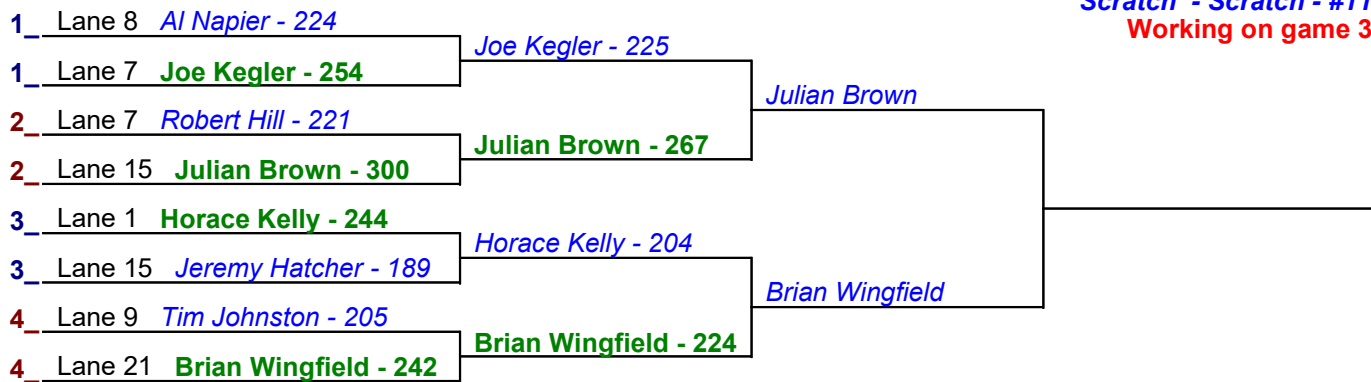 Scratch - Scratch - #11
Working on game 3
1_ Lane 8 Al Napier - 224
1_ Lane 7 Joe Kegler - 254
2_ Lane 7 Robert Hill - 221
2_ Lane 15 Julian Brown - 300
3_ Lane 1 Horace Kelly - 244
3_ Lane 15 Jeremy Hatcher - 189
4_ Lane 9 Tim Johnston - 205
4_ Lane 21 Brian Wingfield - 242
Joe Kegler - 225
Julian Brown - 267
Horace Kelly - 204
Brian Wingfield - 224
Julian Brown
Brian Wingfield